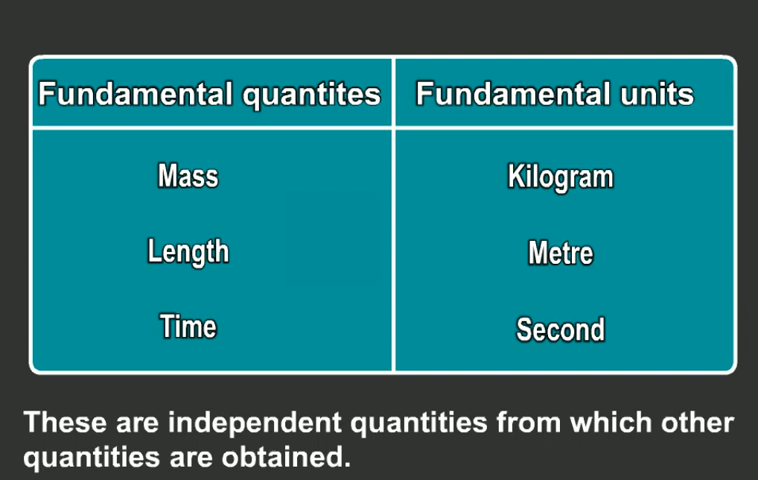 Fundamental quantites Fundamental units
Mass Kilogram
Length Metre
Time Second
These are independent quantities from which other
quantities are obtained.